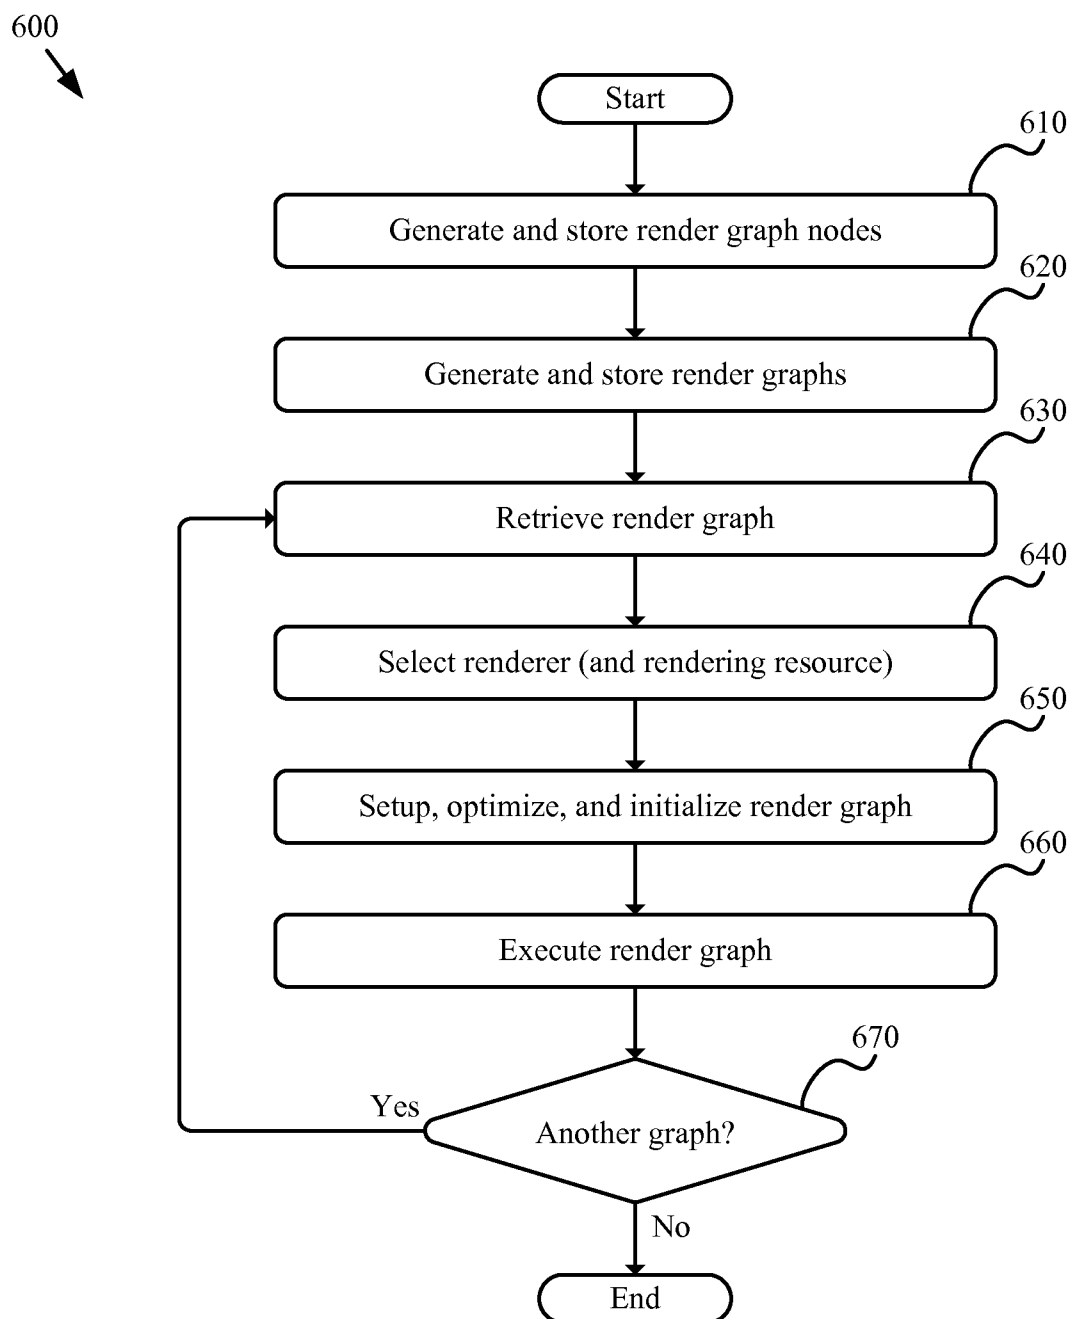 600
Start
610
Generate and store render graph nodes
620
Generate and store render graphs
630
Retrieve render graph
640
Select renderer (and rendering resource)
650
Setup, optimize, and initialize render graph
660
Execute render graph
670
Yes
Another graph?
No
End